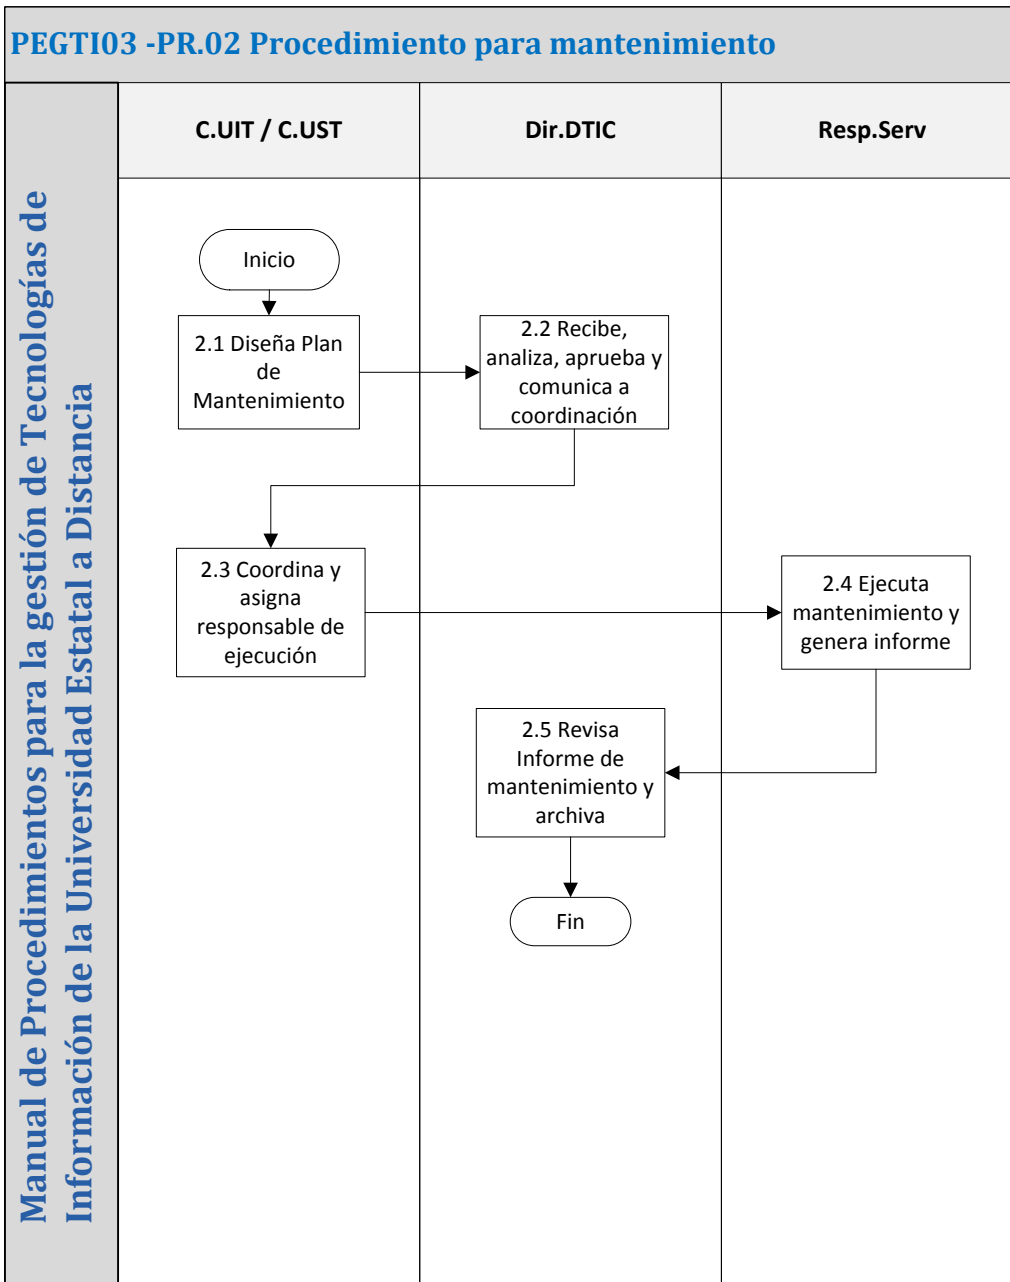 PEGTI03 -PR.02 Procedimiento para mantenimiento
Manual de Procedimientos para la gestión de Tecnologías de
Información de la Universidad Estatal a Distancia
C.UIT / C.UST
Dir.DTIC
Resp.Serv
Inicio
2.1 Diseña Plan
de
Mantenimiento
2.2 Recibe,
analiza, aprueba y
comunica a
coordinación
2.3 Coordina y
asigna
responsable de
ejecución
2.4 Ejecuta
mantenimiento y
genera informe
2.5 Revisa
Informe de
mantenimiento y
archiva
Fin